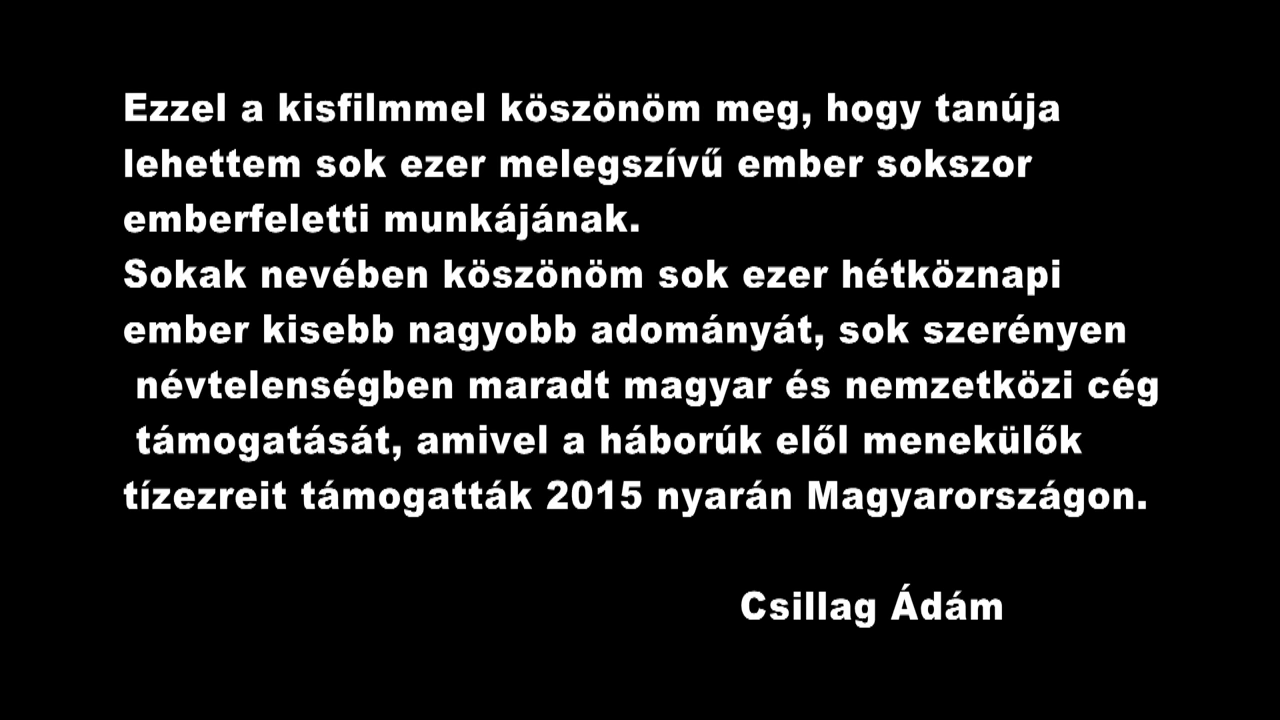 Ezzel a kisfilmmel köszönöm meg, hogy tanúja
lehettem sok ezer melegszívű ember sokszor
emberfeletti munkájának.
Sokak nevében köszönöm sok ezer hétköznapi
ember kisebb nagyobb adományát, sok szerényen
névtelenségben maradt magyar és nemzetközi cég
támogatását, amivel a háborúk elől menekülők
tízezreit támogatták 2015 nyarán Magyarországon.
Csillag Ádám